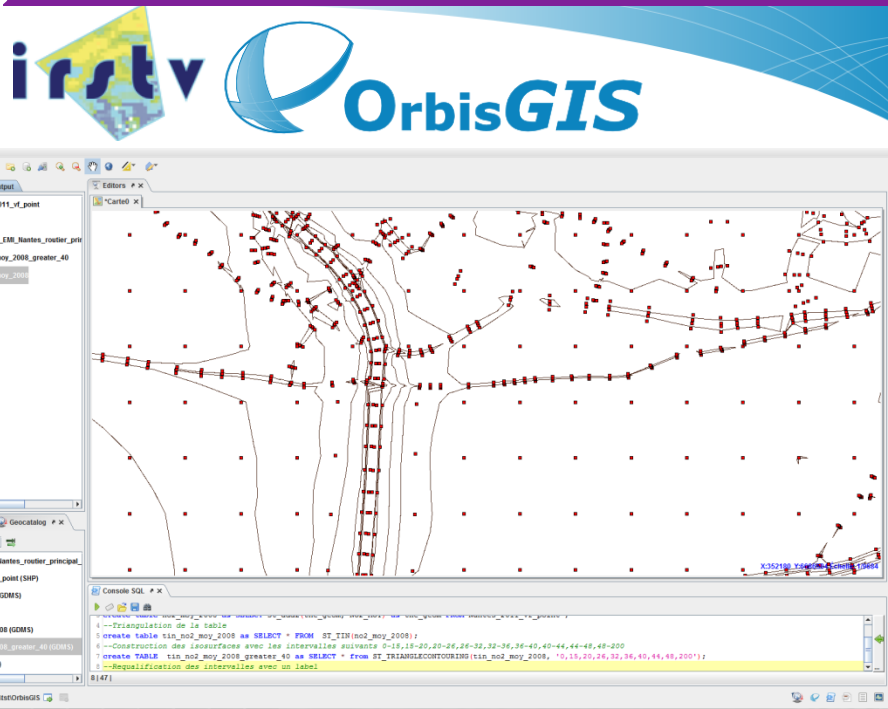 irstv
OrbisGIS
tput
Editors
*Carte0
011_vf_point
_EMI_Nantes_routier_prin
oy_2008_greater_40
oy_2008
Geocatalog
antes_routier_principal_
point (SHP)
GDMS)
08 (GDMS)
08_greater_40 (GDMS)
Console SQL
4 --Triangulation de la table
5 create table tin_no2_moy_2008 as SELECT * FROM ST_TIN(no2_moy_2008);
6 --Construction des isosurfaces avec les intervalles suivants 0-15,15-20,20-26,26-32,32-36,36-40,40-44,44-48,48-200
7 create TABLE tin_no2_moy_2008_greater_40 as SELECT * from ST_TRIANGLECONTOURING(tin_no2_moy_2008, '0,15,20,26,32,36,40,44,48,200');
8 --Requalification des intervalles avec un label
8|47|
OrbisGIS